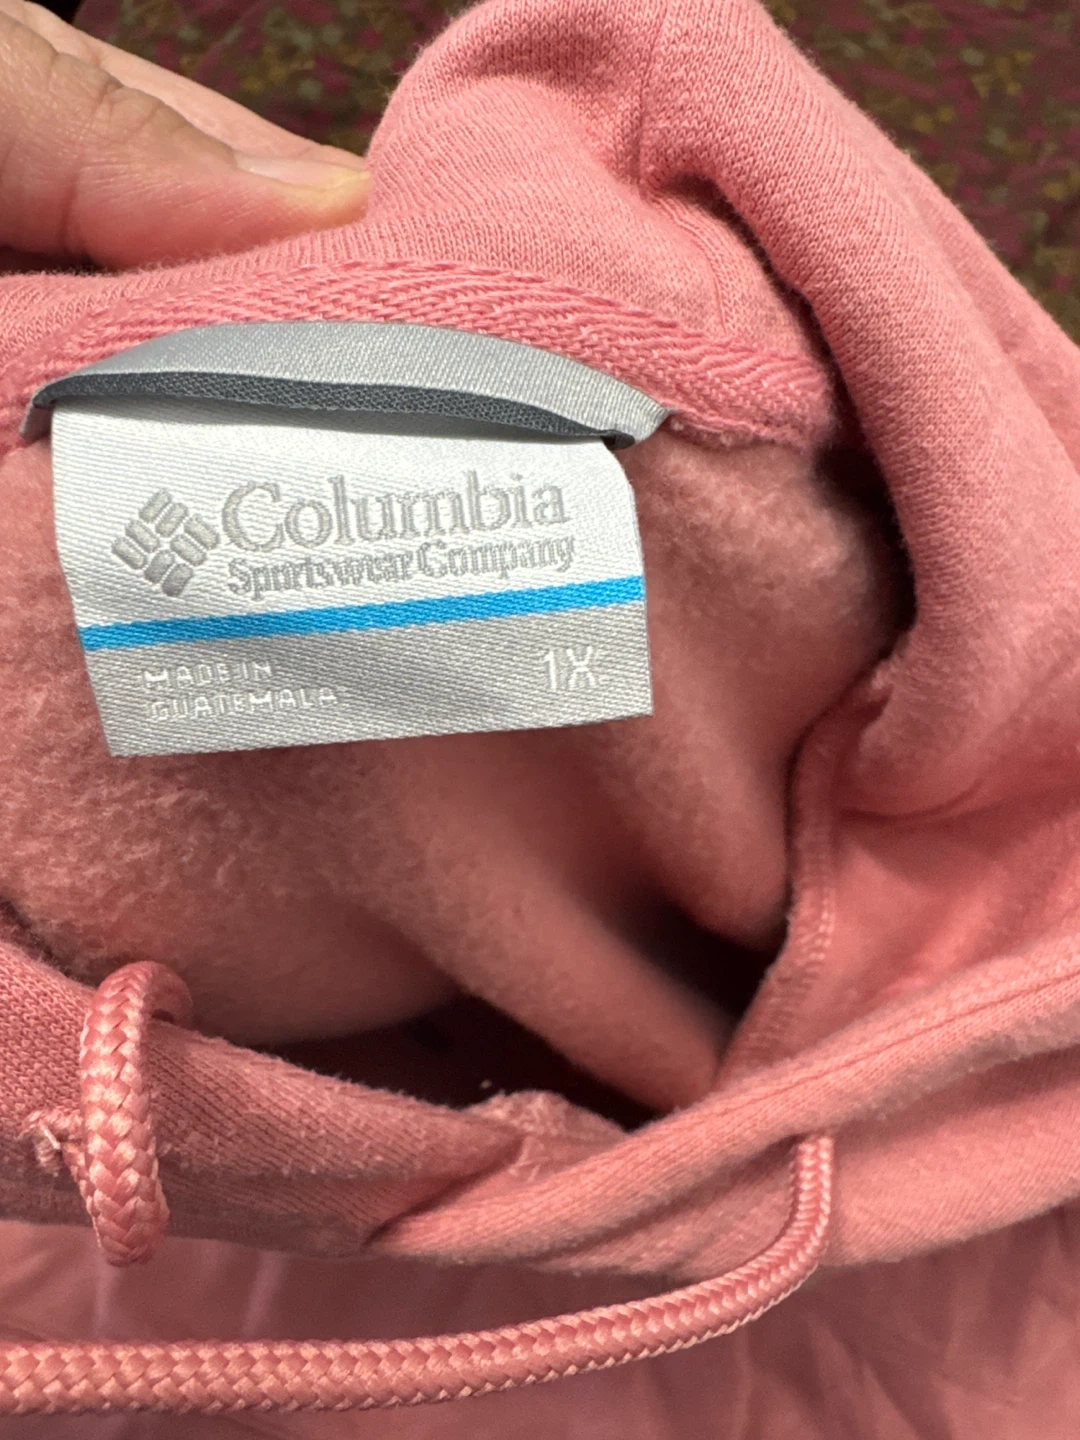 Columbia
Sportswear Company
MADE IN
GUATEMALA
1X